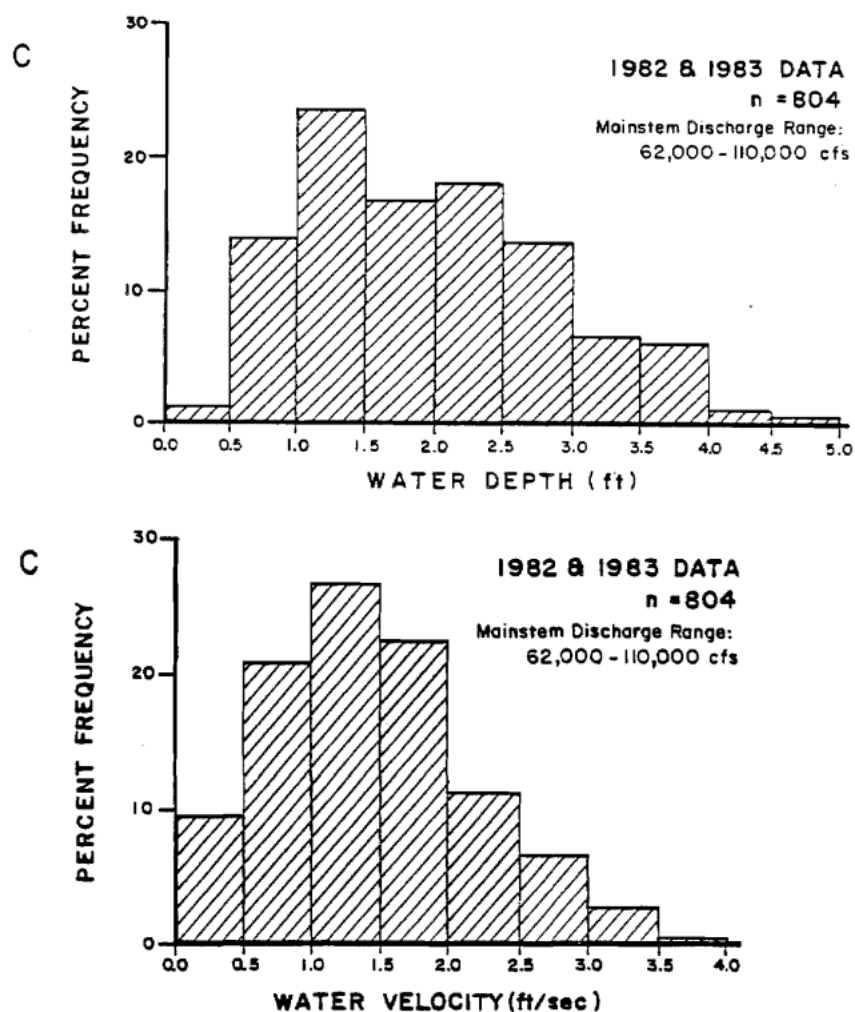 C
30
20
10
0
PERCENT FREQUENCY
1982 & 1983 DATA
n = 804
Mainstem Discharge Range:
62,000 - 110,000 cfs
0.0 0.5 1.0 1.5 2.0 2.5 3.0 3.5 4.0 4.5 5.0
WATER DEPTH (ft)
C
30
20
10
0
PERCENT FREQUENCY
1982 & 1983 DATA
n = 804
Mainstem Discharge Range:
62,000 - 110,000 cfs
0.0 0.5 1.0 1.5 2.0 2.5 3.0 3.5 4.0
WATER VELOCITY (ft/sec)